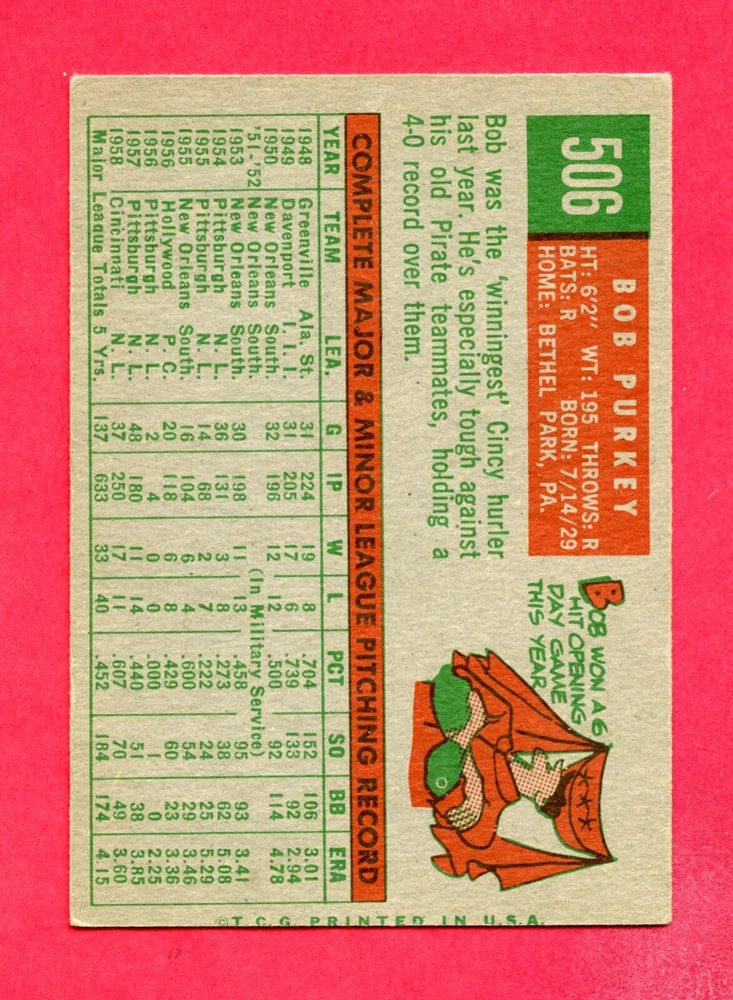 506
BOB PURKEY
HT: 6'2" WT: 195 THROWS: R
BATS: R BORN: 7/14/29
HOME: BETHEL PARK, PA.
Bob was the 'winningest' Cincy hurler
last year. He's especially tough against
his old Pirate teammates, holding a
4-0 record over them.
BOB WON A 6
HIT OPENING
DAY GAME
THIS YEAR
COMPLETE MAJOR & MINOR LEAGUE PITCHING RECORD
YEAR TEAM LEA. G IP W L PCT SO BB ERA
1948 Greenville Ala. St. 31 224 19 8 .704 152 106 3.01
1949 Davenport I. I. I. 31 205 17 6 .739 133 92 2.94
1950 New Orleans South. 32 196 12 12 .500 92 114 4.78
'51-'52 (In Military Service)
1953 New Orleans South. 30 198 11 13 .458 95 93 3.41
1954 Pittsburgh N. L. 36 131 3 8 .273 38 62 5.08
1955 Pittsburgh N. L. 14 68 2 7 .222 24 25 5.29
1955 New Orleans South. 16 104 6 4 .600 54 29 3.46
1956 Hollywood P. C. 20 118 6 8 .429 60 23 3.36
1956 Pittsburgh N. L. 2 4 0 0 .000 1 0 2.25
1957 Pittsburgh N. L. 48 180 11 14 .440 51 38 3.85
1958 Cincinnati N. L. 37 250 17 11 .607 70 49 3.60
Major League Totals 5 Yrs. 137 633 33 40 .452 184 174 4.15
©T. C. G. PRINTED IN U.S.A.